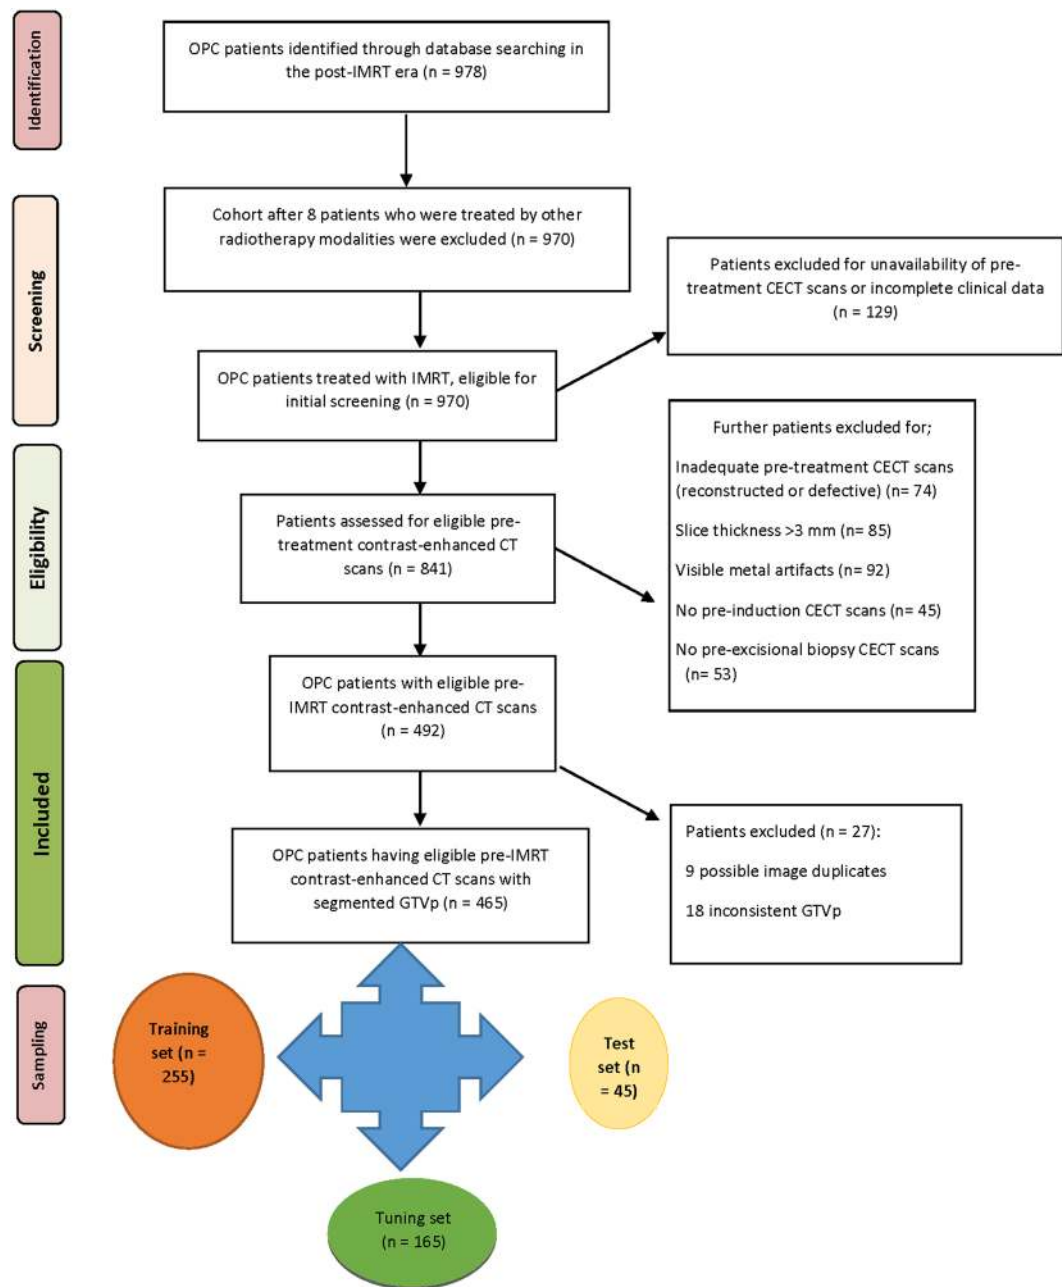 Identification
OPC patients identified through database searching in
the post-IMRT era (n = 978)
Screening
Cohort after 8 patients who were treated by other
radiotherapy modalities were excluded (n = 970)
Patients excluded for unavailability of pre-
treatment CECT scans or incomplete clinical data
(n = 129)
OPC patients treated with IMRT, eligible for
initial screening (n = 970)
Eligibility
Patients assessed for eligible pre-
treatment contrast-enhanced CT
scans (n = 841)
Further patients excluded for;
Inadequate pre-treatment CECT scans
(reconstructed or defective) (n= 74)
Slice thickness >3 mm (n= 85)
Visible metal artifacts (n= 92)
No pre-induction CECT scans (n= 45)
No pre-excisional biopsy CECT scans
(n= 53)
Included
OPC patients with eligible pre-
IMRT contrast-enhanced CT scans
(n = 492)
Patients excluded (n = 27):
9 possible image duplicates
18 inconsistent GTVp
OPC patients having eligible pre-IMRT
contrast-enhanced CT scans with
segmented GTVp (n = 465)
Sampling
Training
set (n =
255)
Test
set (n
= 45)
Tuning set
(n = 165)